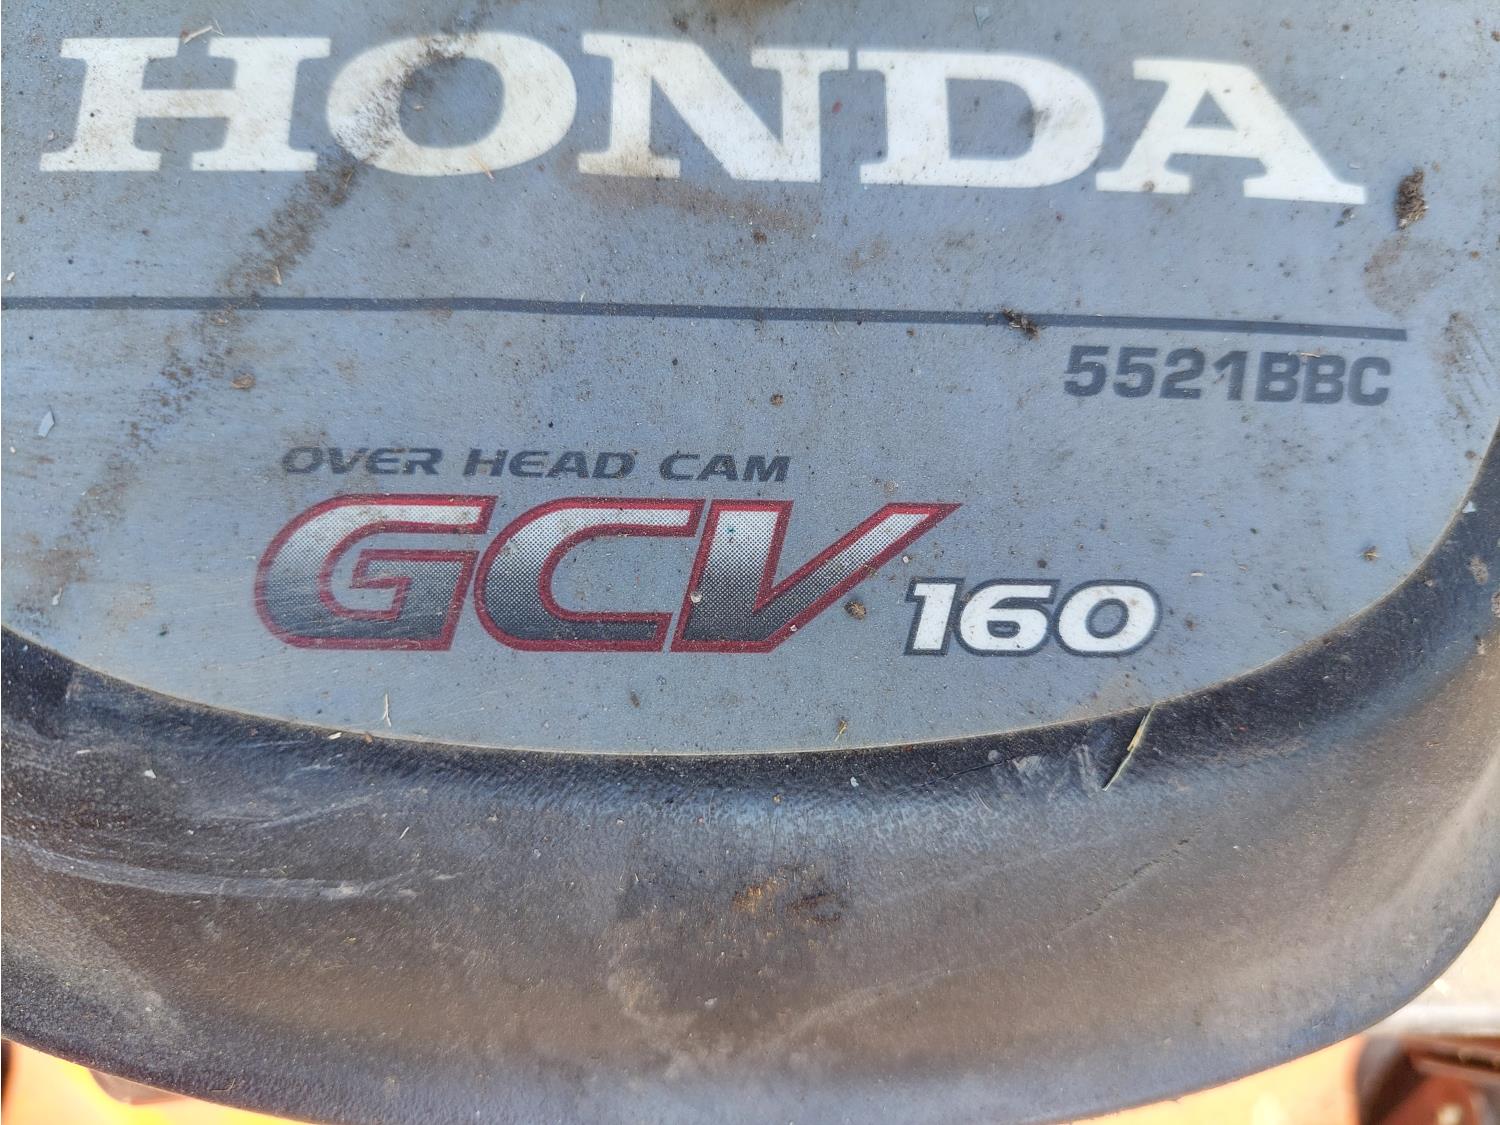 HONDA
5521BBC
OVER HEAD CAM
GCV 160